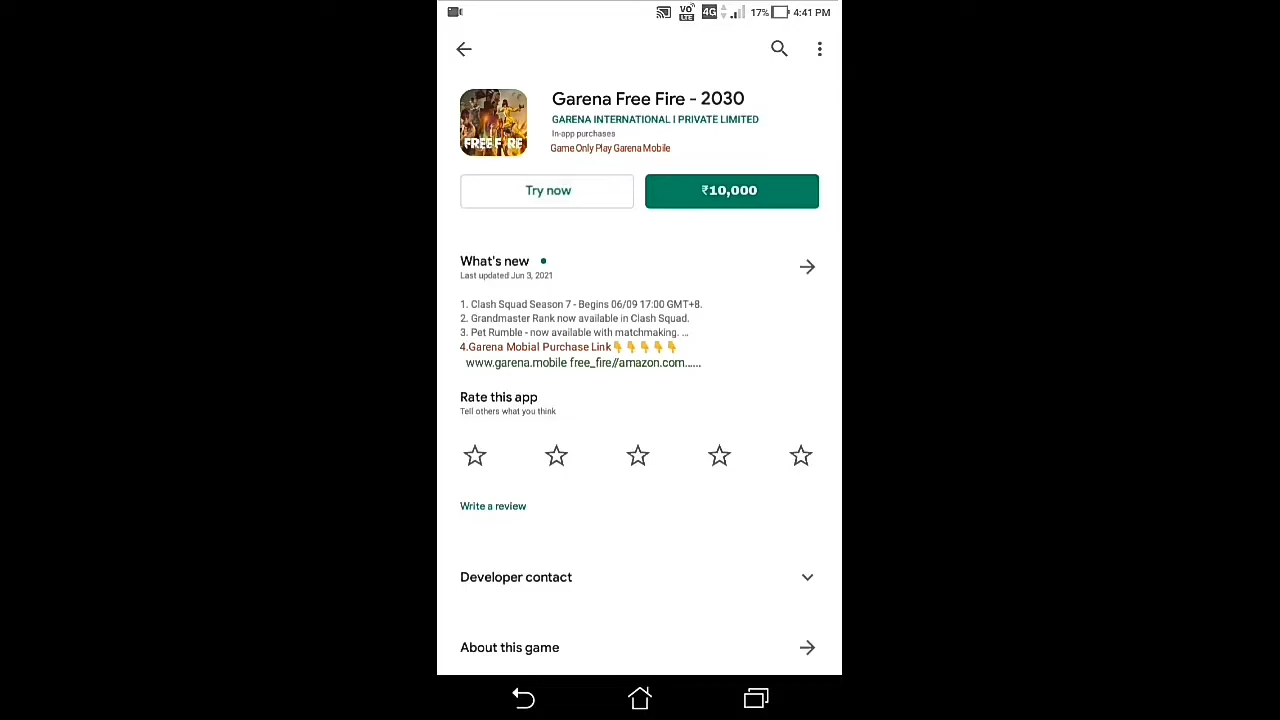 VO LTE 4G 17% 4:41 PM
Garena Free Fire - 2030
GARENA INTERNATIONAL I PRIVATE LIMITED
In-app purchases
Game Only Play Garena Mobile
FREE FIRE
Try now
₹10,000
What's new
Last updated Jun 3, 2021
1. Clash Squad Season 7 - Begins 06/09 17:00 GMT+8.
2. Grandmaster Rank now available in Clash Squad.
3. Pet Rumble - now available with matchmaking. ...
4.Garena Mobial Purchase Link👇👇👇👇👇
www.garena.mobile free_fire//amazon.com......
Rate this app
Tell others what you think
Write a review
Developer contact
About this game